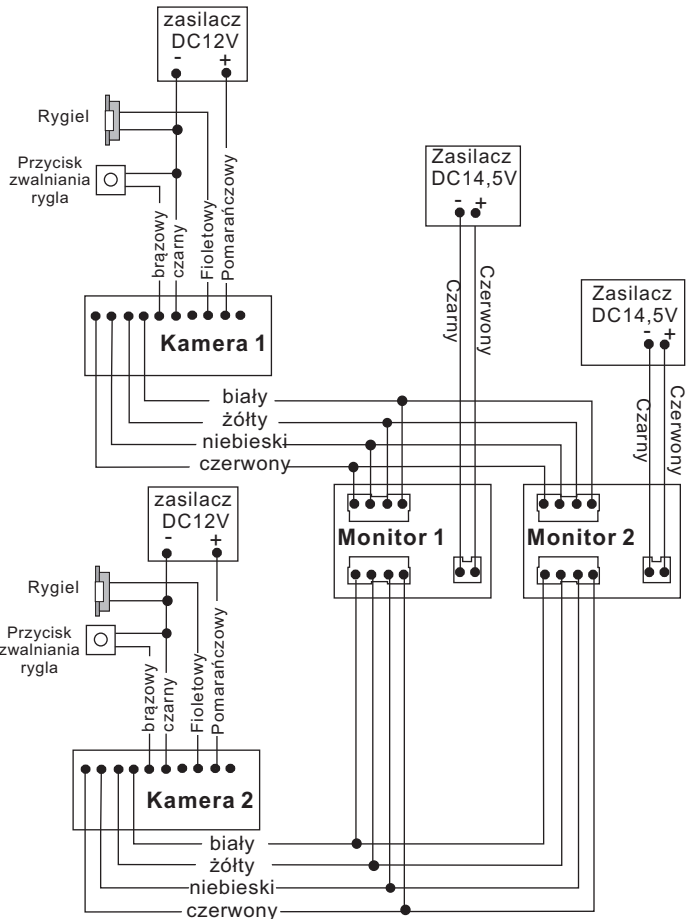 zasilacz
DC12V
- +
Rygiel
Przycisk
zwalniania
rygla
brązowy
czarny
Fioletowy
Pomarańczowy
Kamera 1
Zasilacz
DC14,5V
- +
Czarny
Czerwony
Zasilacz
DC14,5V
- +
Czarny
Czerwony
biały
żółty
niebieski
czerwony
Monitor 1
Monitor 2
zasilacz
DC12V
- +
Rygiel
Przycisk
zwalniania
rygla
brązowy
czarny
Fioletowy
Pomarańczowy
Kamera 2
biały
żółty
niebieski
czerwony